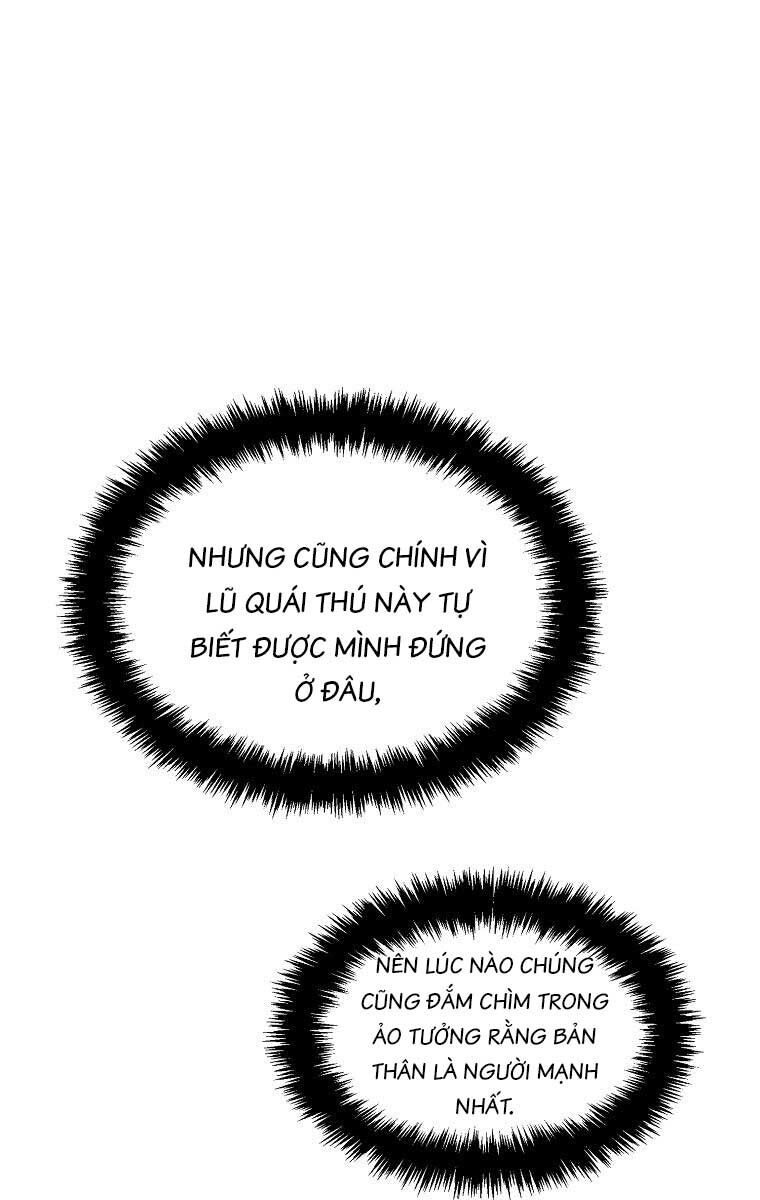 NHƯNG CŨNG CHÍNH VÌ
LŨ QUÁI THÚ NÀY TỰ
BIẾT ĐƯỢC MÌNH ĐỨNG
Ở ĐÂU,
NÊN LÚC NÀO CHÚNG
CŨNG ĐẮM CHÌM TRONG
ẢO TƯỞNG RẰNG BẢN
THÂN LÀ NGƯỜI MẠNH
NHẤT.